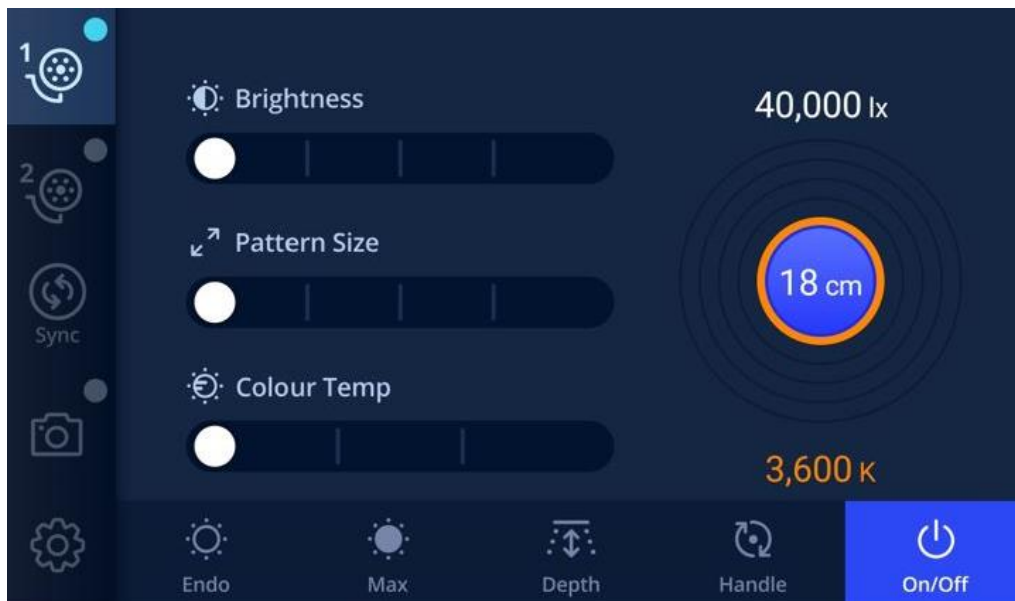 1
2
Sync
Brightness
Pattern Size
Colour Temp
40,000 lx
18 cm
3,600 K
Endo
Max
Depth
Handle
On/Off